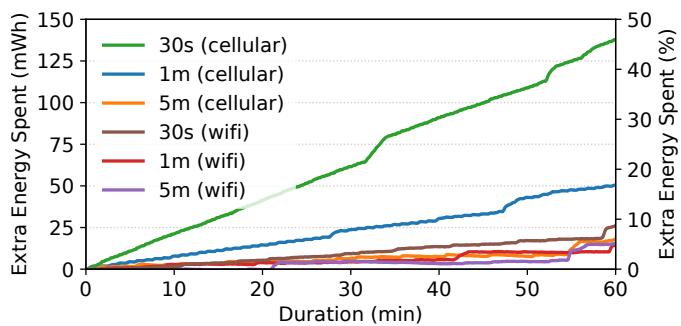 Extra Energy Spent (mWh)
150
125
100
75
50
25
0
30s (cellular)
1m (cellular)
5m (cellular)
30s (wifi)
1m (wifi)
5m (wifi)
50
40
30
20
10
0
Extra Energy Spent (%)
0 10 20 30 40 50 60
Duration (min)